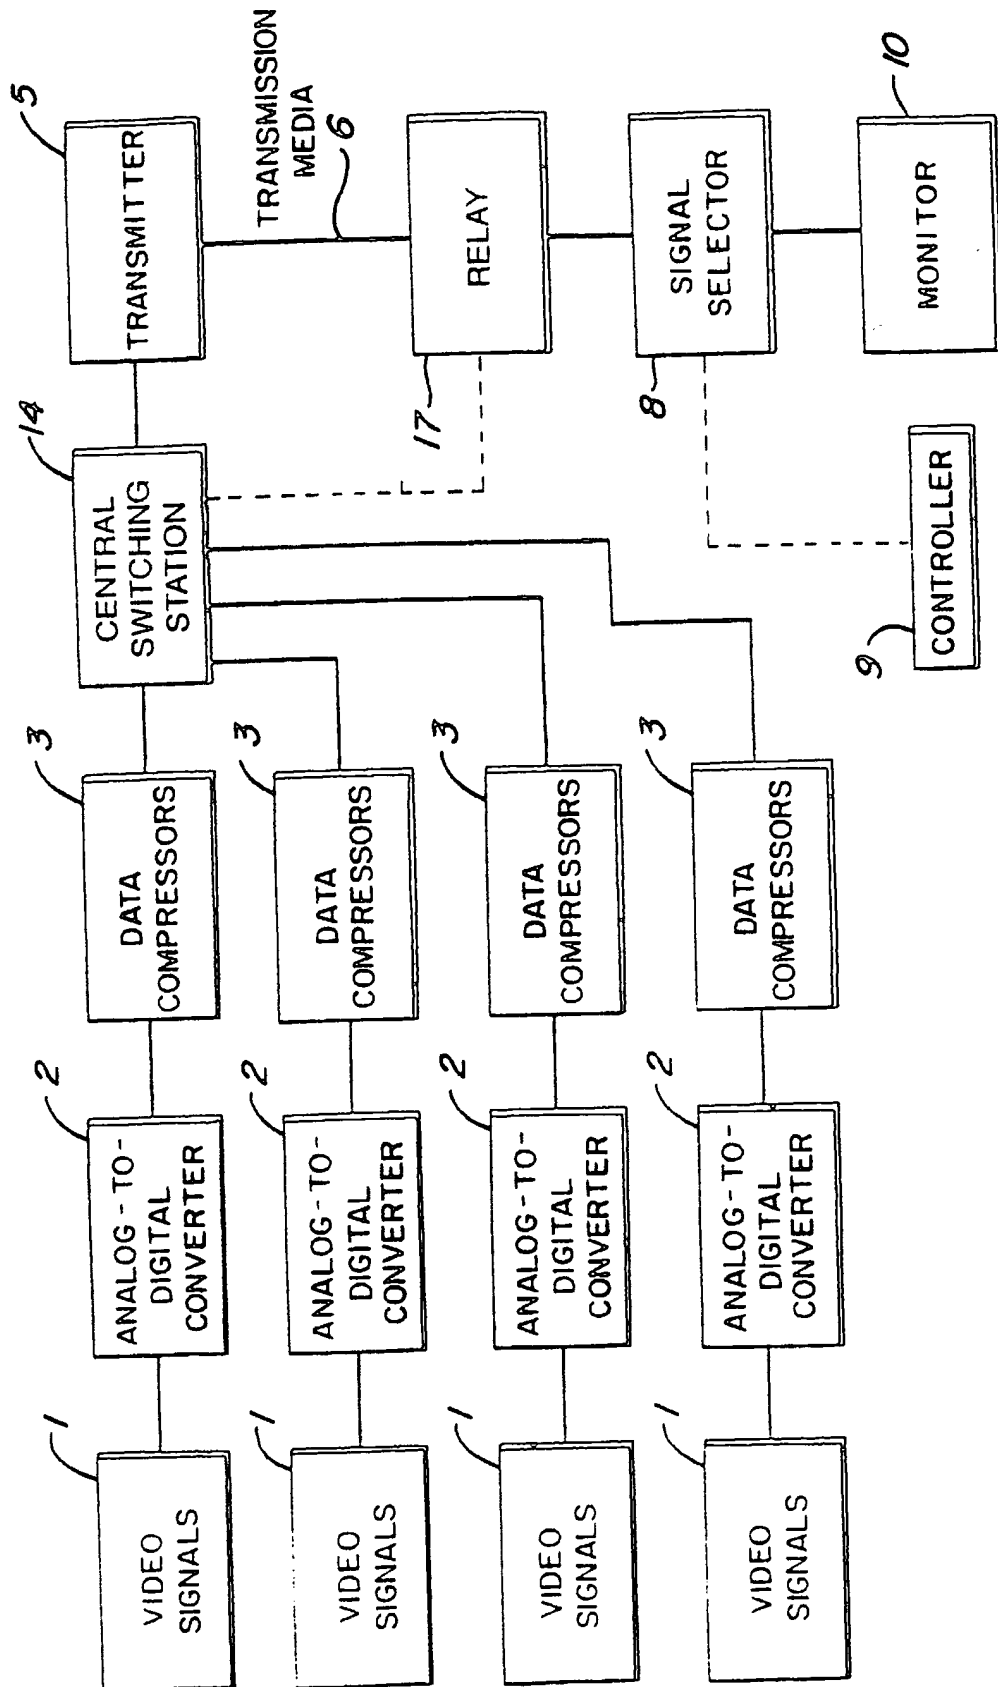 1
VIDEO
SIGNALS
2
ANALOG-TO-
DIGITAL
CONVERTER
3
DATA
COMPRESSORS
14
CENTRAL
SWITCHING
STATION
5
TRANSMITTER
1
VIDEO
SIGNALS
2
ANALOG-TO-
DIGITAL
CONVERTER
3
DATA
COMPRESSORS
TRANSMISSION
MEDIA
6
1
VIDEO
SIGNALS
2
ANALOG-TO-
DIGITAL
CONVERTER
3
DATA
COMPRESSORS
17
RELAY
1
VIDEO
SIGNALS
2
ANALOG-TO-
DIGITAL
CONVERTER
3
DATA
COMPRESSORS
8
SIGNAL
SELECTOR
9
CONTROLLER
10
MONITOR